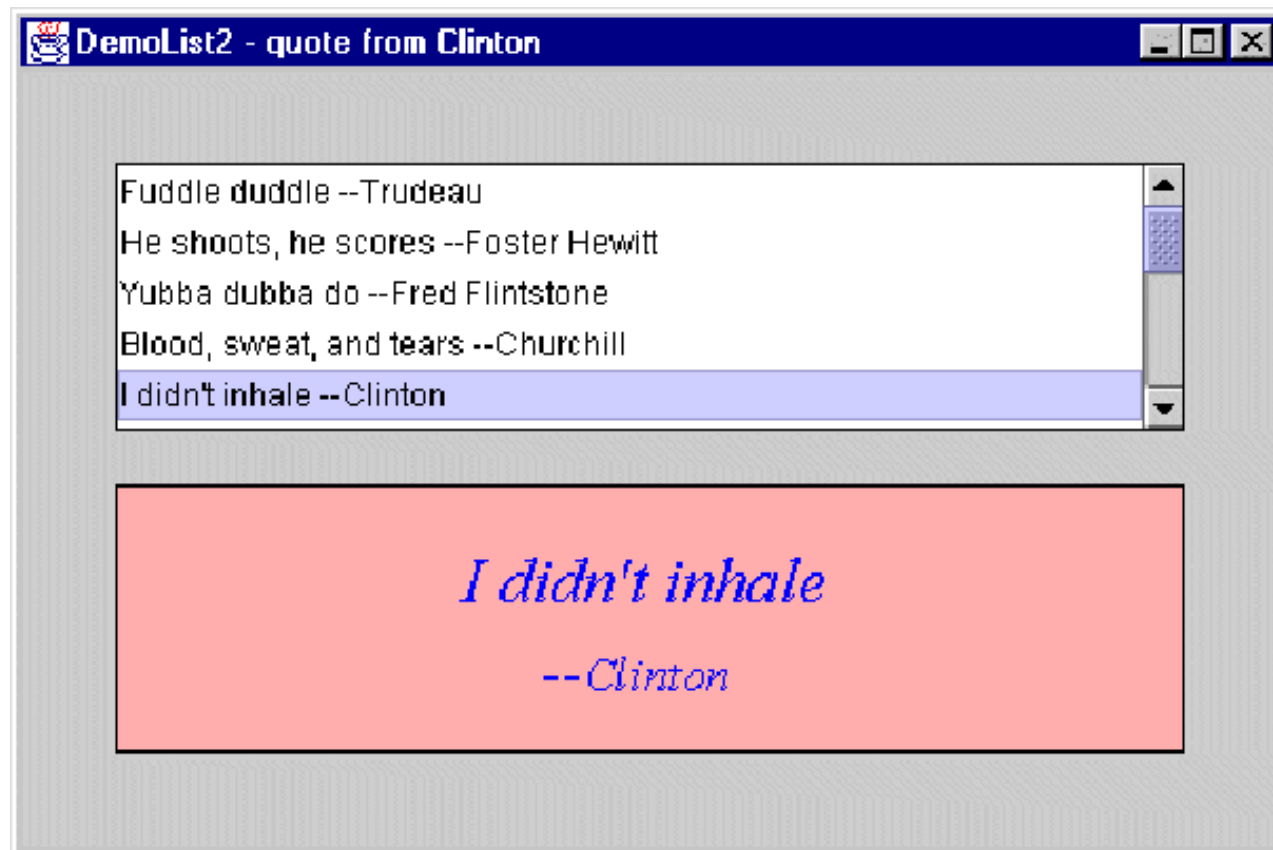 DemoList2 - quote from Clinton
Fuddle duddle --Trudeau
He shoots, he scores --Foster Hewitt
Yubba dubba do --Fred Flintstone
Blood, sweat, and tears --Churchill
I didn't inhale --Clinton
I didn't inhale
--Clinton